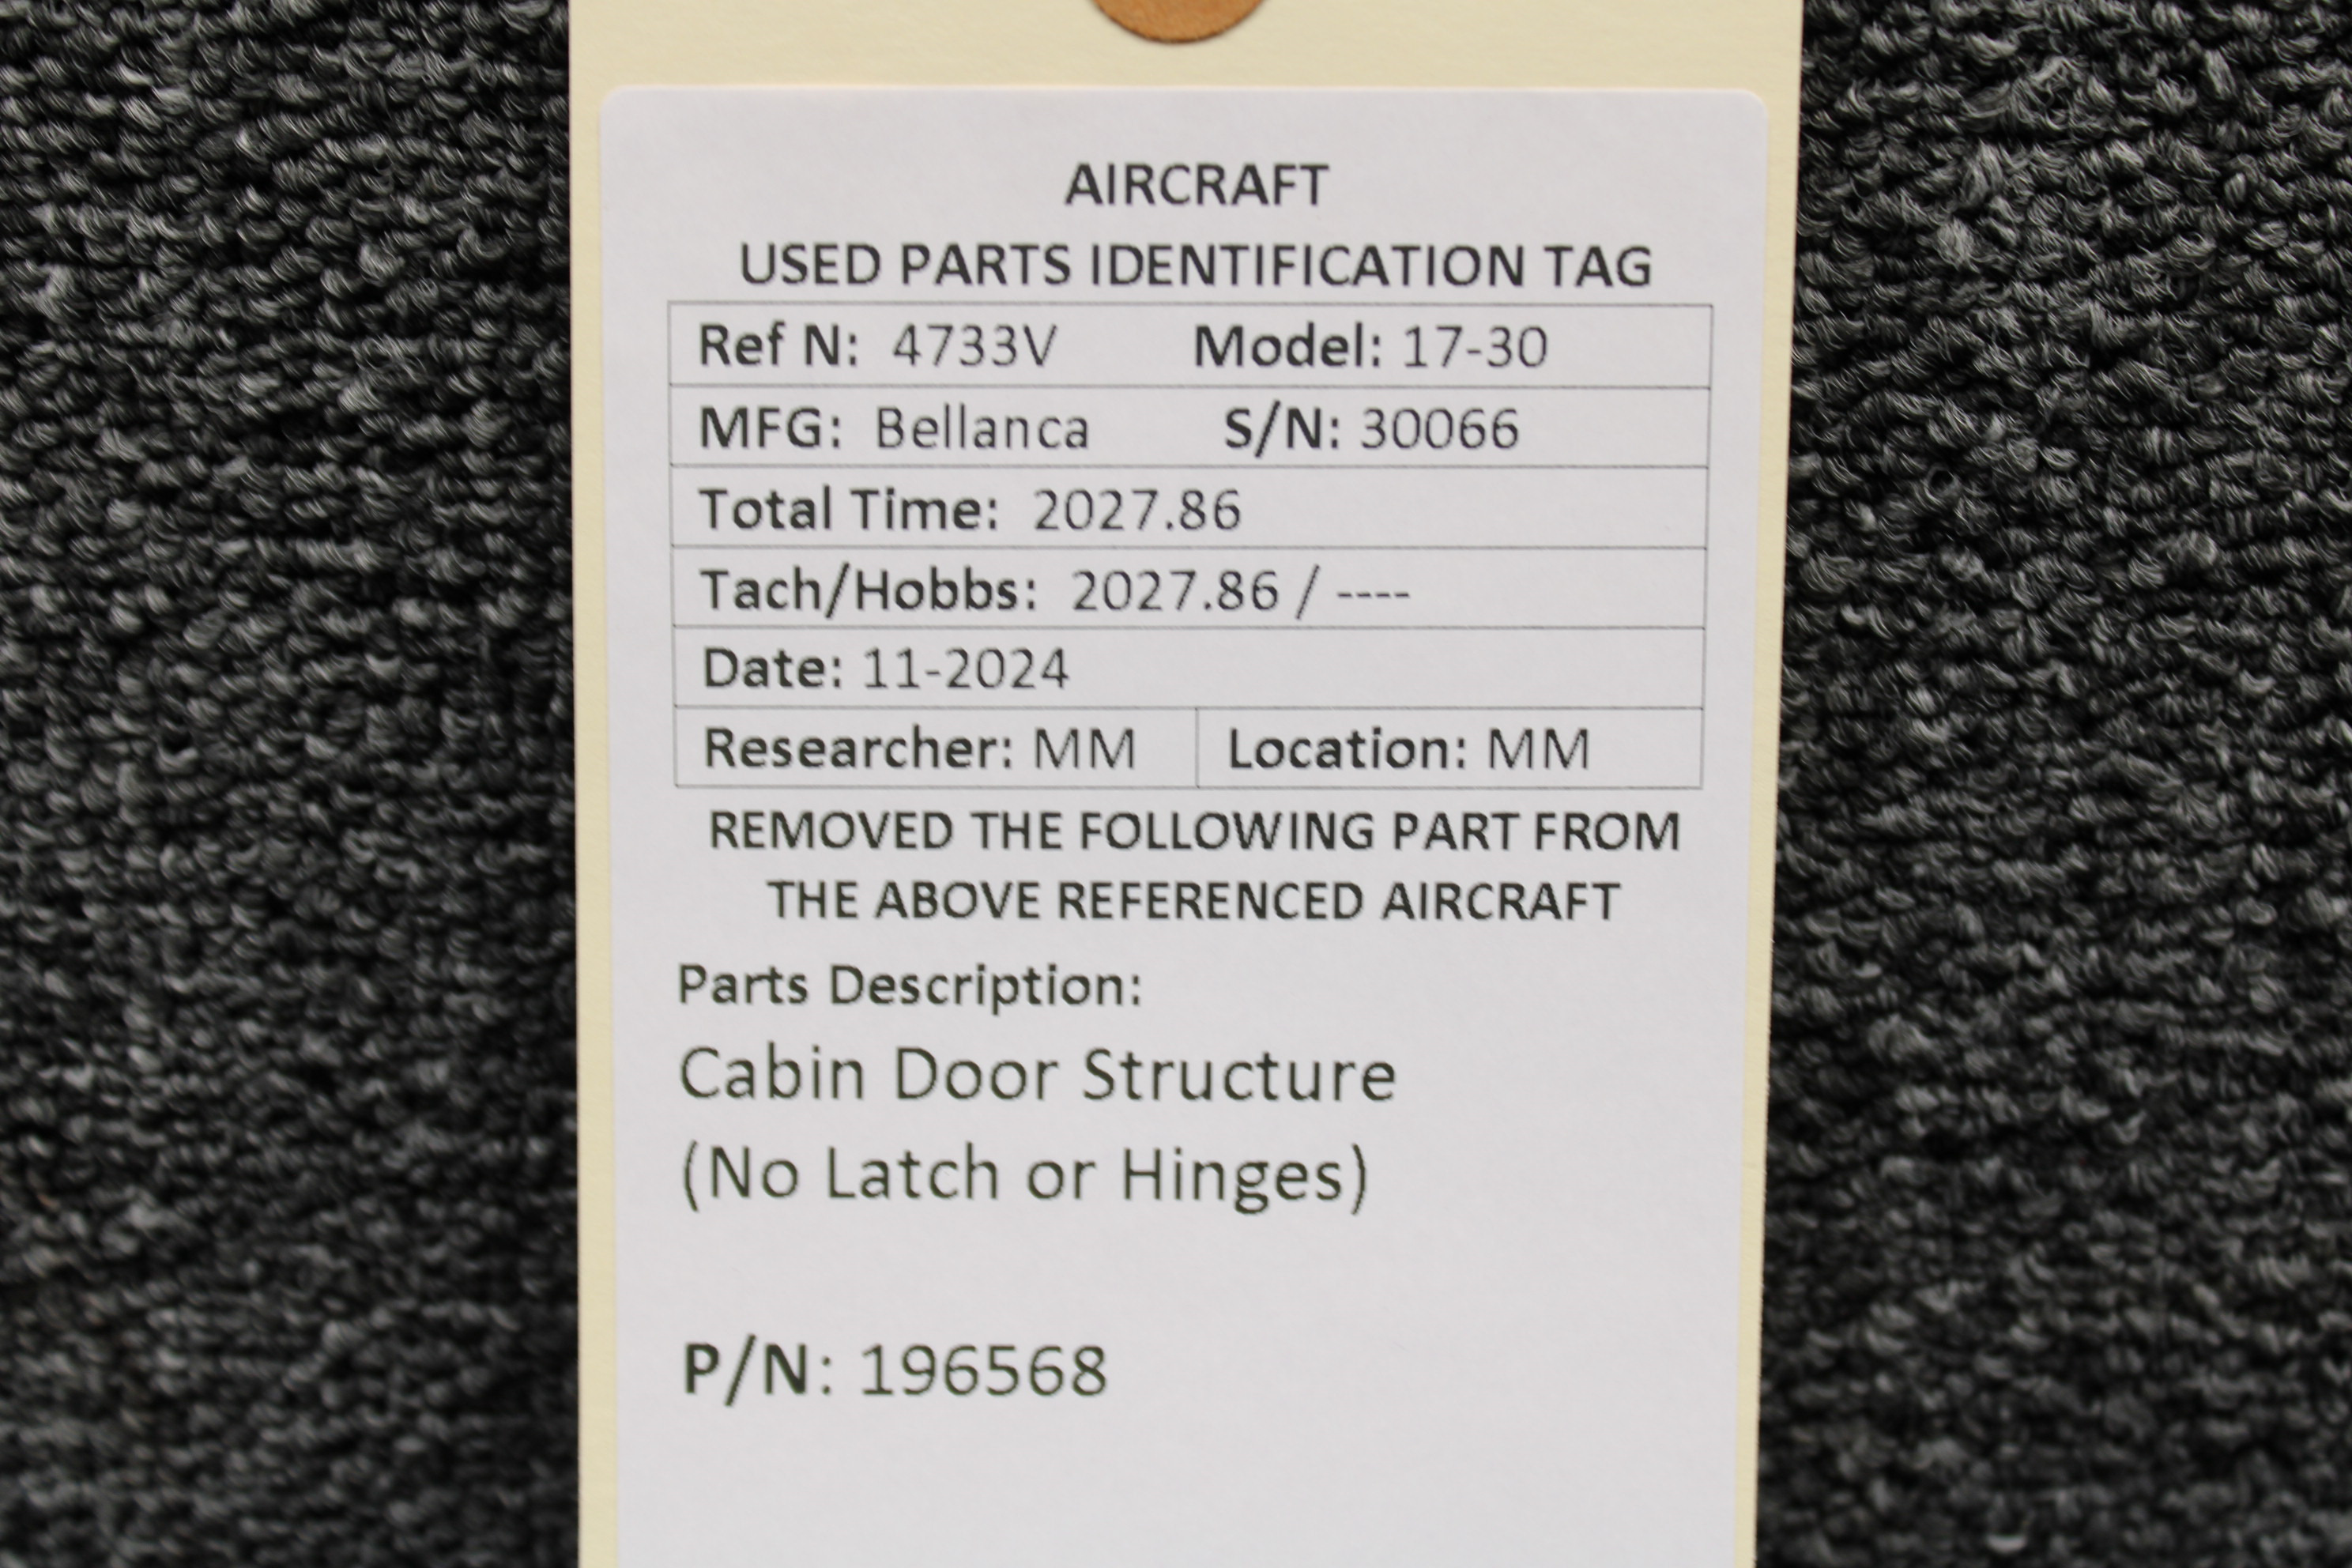 AIRCRAFT
USED PARTS IDENTIFICATION TAG
Ref N: 4733V Model: 17-30
MFG: Bellanca S/N: 30066
Total Time: 2027.86
Tach/Hobbs: 2027.86 / ----
Date: 11-2024
Researcher: MM Location: MM
REMOVED THE FOLLOWING PART FROM
THE ABOVE REFERENCED AIRCRAFT
Parts Description:
Cabin Door Structure
(No Latch or Hinges)
P/N: 196568